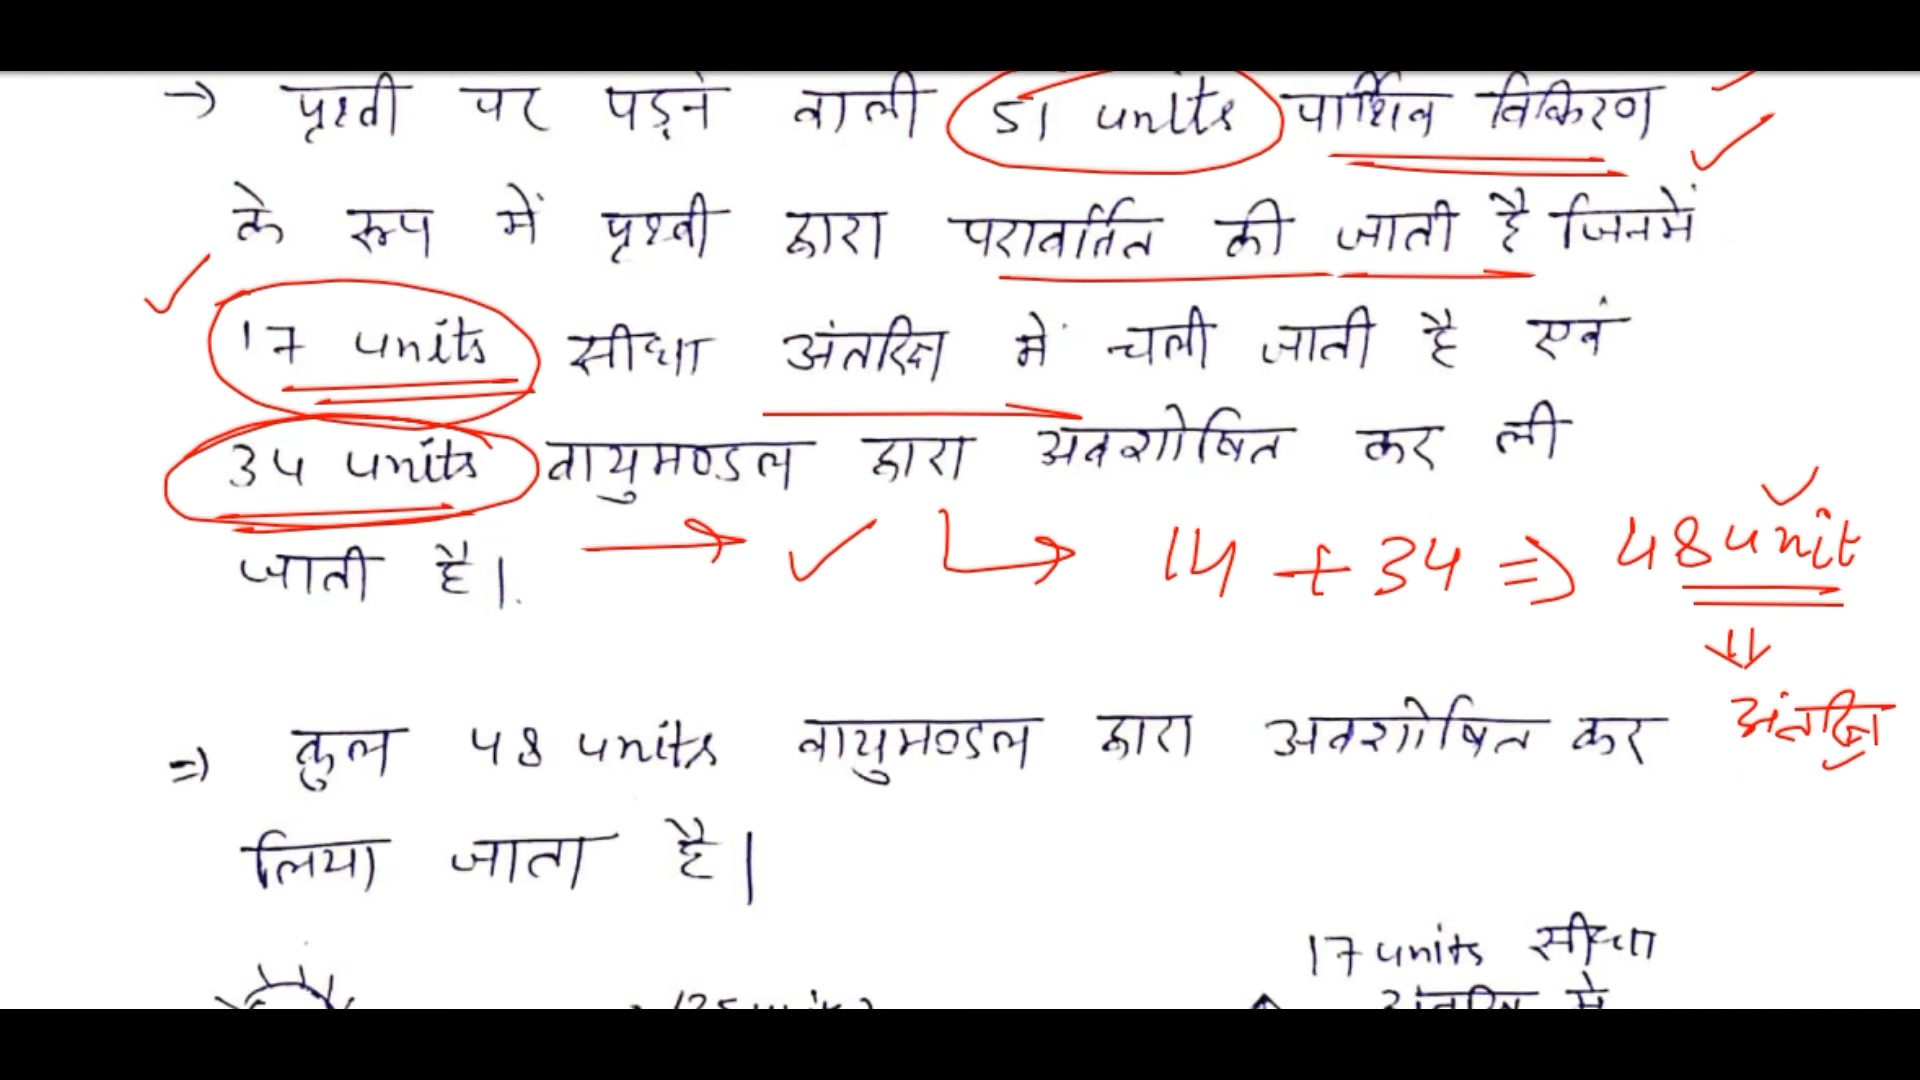 → पृथ्वी पर पड़ने वाली 51 units पार्थिव विकिरण
के रूप में पृथ्वी द्वारा परावर्तित की जाती है जिनमें
17 units सीधा अंतरिक्ष में चली जाती है एवं
34 units वायुमण्डल द्वारा अवशोषित कर ली
जाती है।
→ 14 + 34 ⇒ 48 unit
अंतरिक्ष
⇒ कुल 48 units वायुमण्डल द्वारा अवशोषित कर
लिया जाता है।
17 units सीधा
अंतरिक्ष में